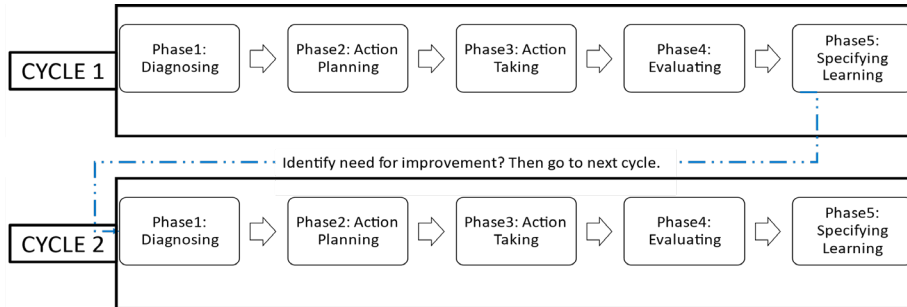 Phase1:
Diagnosing
Phase2: Action
Planning
Phase3: Action
Taking
Phase4:
Evaluating
Phase5:
Specifying
Learning
CYCLE 1
Identify need for improvement? Then go to next cycle.
Phase1:
Diagnosing
Phase2: Action
Planning
Phase3: Action
Taking
Phase4:
Evaluating
Phase5:
Specifying
Learning
CYCLE 2